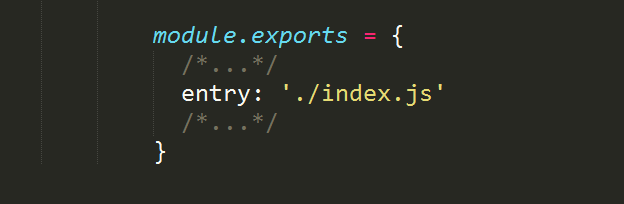 module.exports = {
/*...*/
entry: './index.js'
/*...*/
}